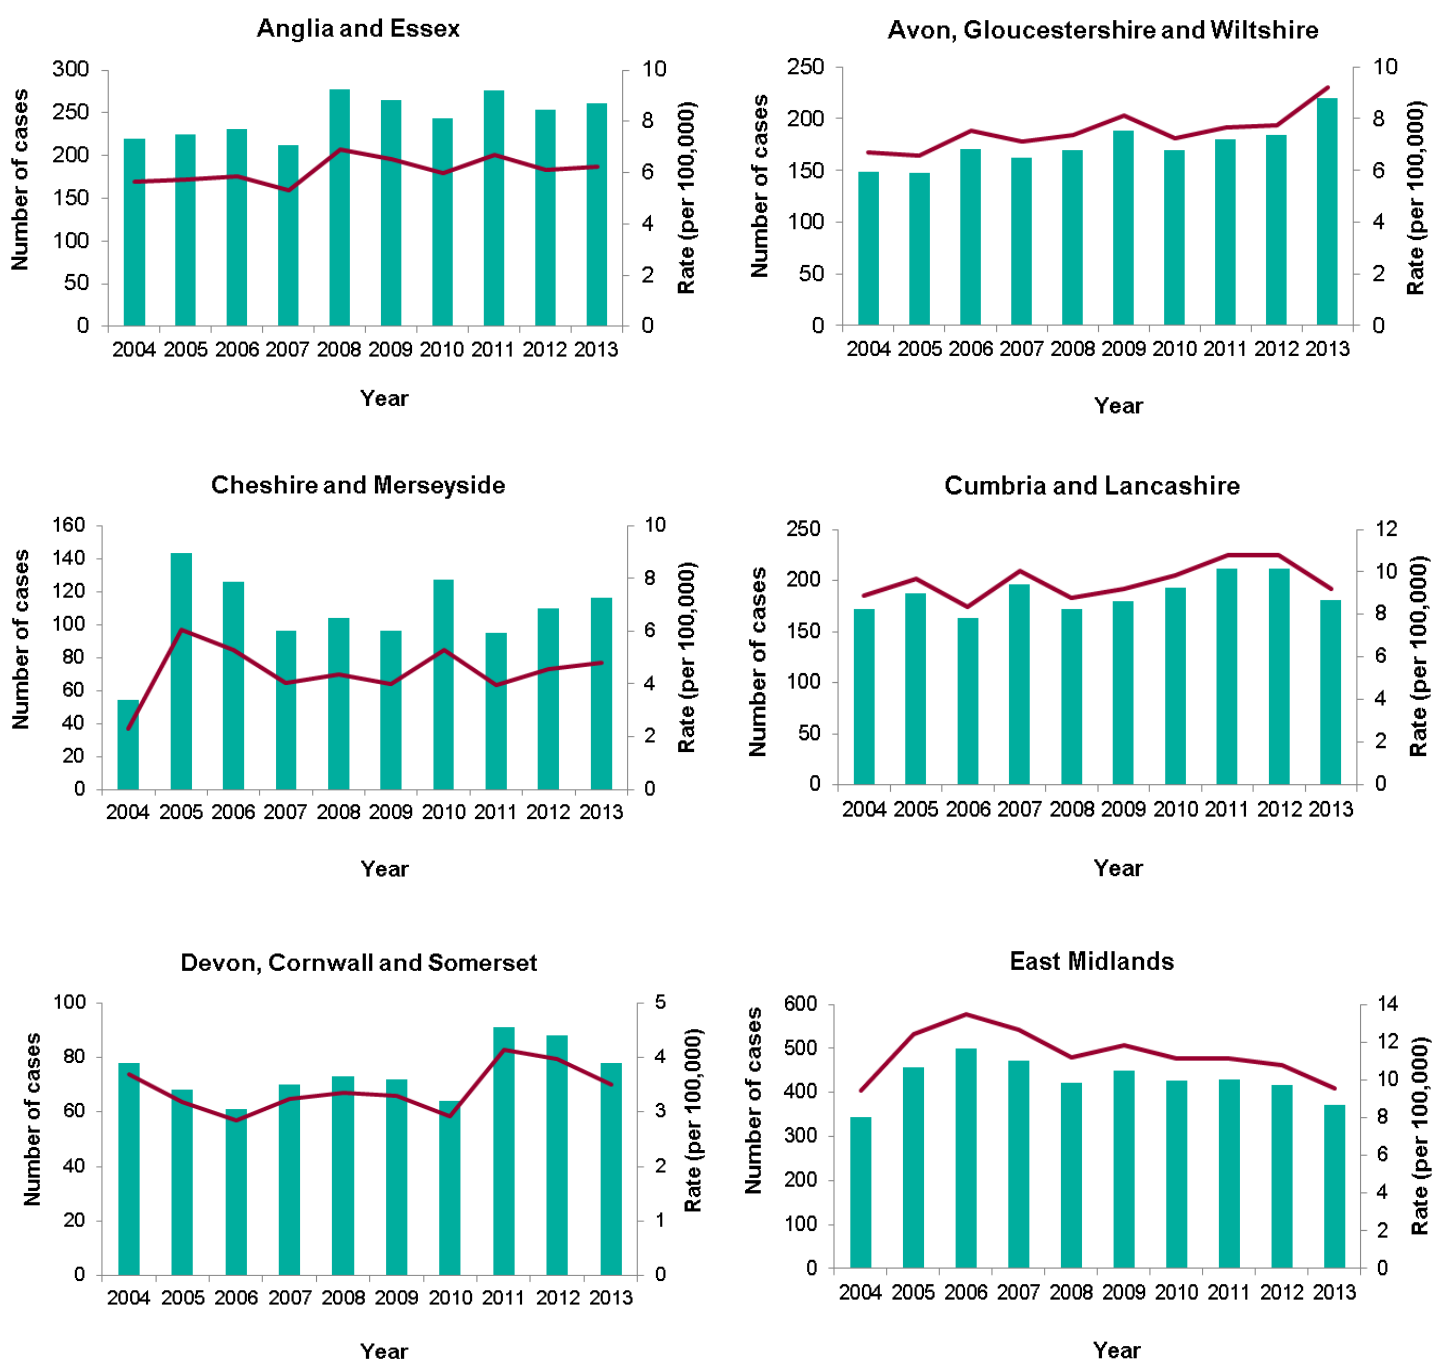 Anglia and Essex
Number of cases
300
250
200
150
100
50
0
10
8
6
4
2
0
Rate (per 100,000)
2004 2005 2006 2007 2008 2009 2010 2011 2012 2013
Year
Avon, Gloucestershire and Wiltshire
Number of cases
250
200
150
100
50
0
10
8
6
4
2
0
Rate (per 100,000)
2004 2005 2006 2007 2008 2009 2010 2011 2012 2013
Year
Cheshire and Merseyside
Number of cases
160
140
120
100
80
60
40
20
0
10
8
6
4
2
0
Rate (per 100,000)
2004 2005 2006 2007 2008 2009 2010 2011 2012 2013
Year
Cumbria and Lancashire
Number of cases
250
200
150
100
50
0
12
10
8
6
4
2
0
Rate (per 100,000)
2004 2005 2006 2007 2008 2009 2010 2011 2012 2013
Year
Devon, Cornwall and Somerset
Number of cases
100
80
60
40
20
0
5
4
3
2
1
0
Rate (per 100,000)
2004 2005 2006 2007 2008 2009 2010 2011 2012 2013
Year
East Midlands
Number of cases
600
500
400
300
200
100
0
14
12
10
8
6
4
2
0
Rate (per 100,000)
2004 2005 2006 2007 2008 2009 2010 2011 2012 2013
Year